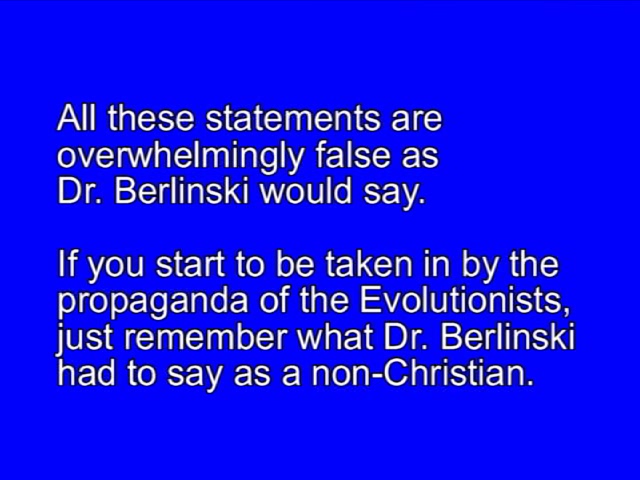 All these statements are
overwhelmingly false as
Dr. Berlinski would say.
If you start to be taken in by the
propaganda of the Evolutionists,
just remember what Dr. Berlinski
had to say as a non-Christian.